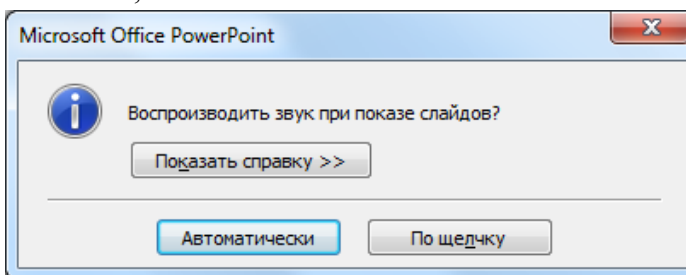 Microsoft Office PowerPoint
Воспроизводить звук при показе слайдов?
Показать справку >>
Автоматически По щелчку